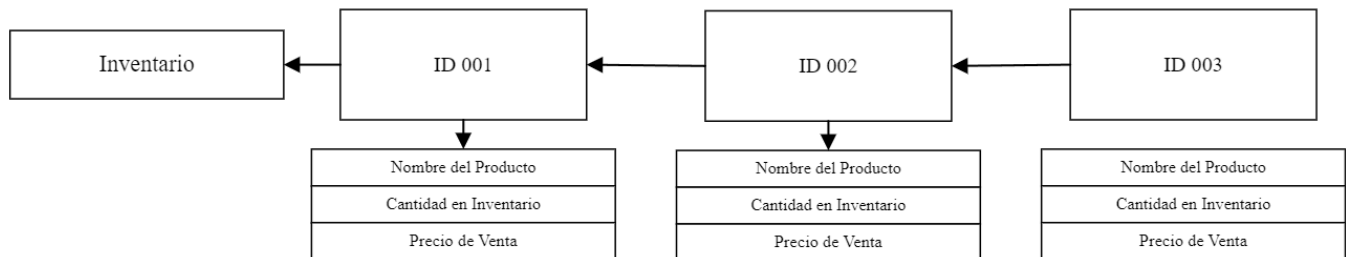 Inventario
ID 001
ID 002
ID 003
Nombre del Producto
Cantidad en Inventario
Precio de Venta
Nombre del Producto
Cantidad en Inventario
Precio de Venta
Nombre del Producto
Cantidad en Inventario
Precio de Venta